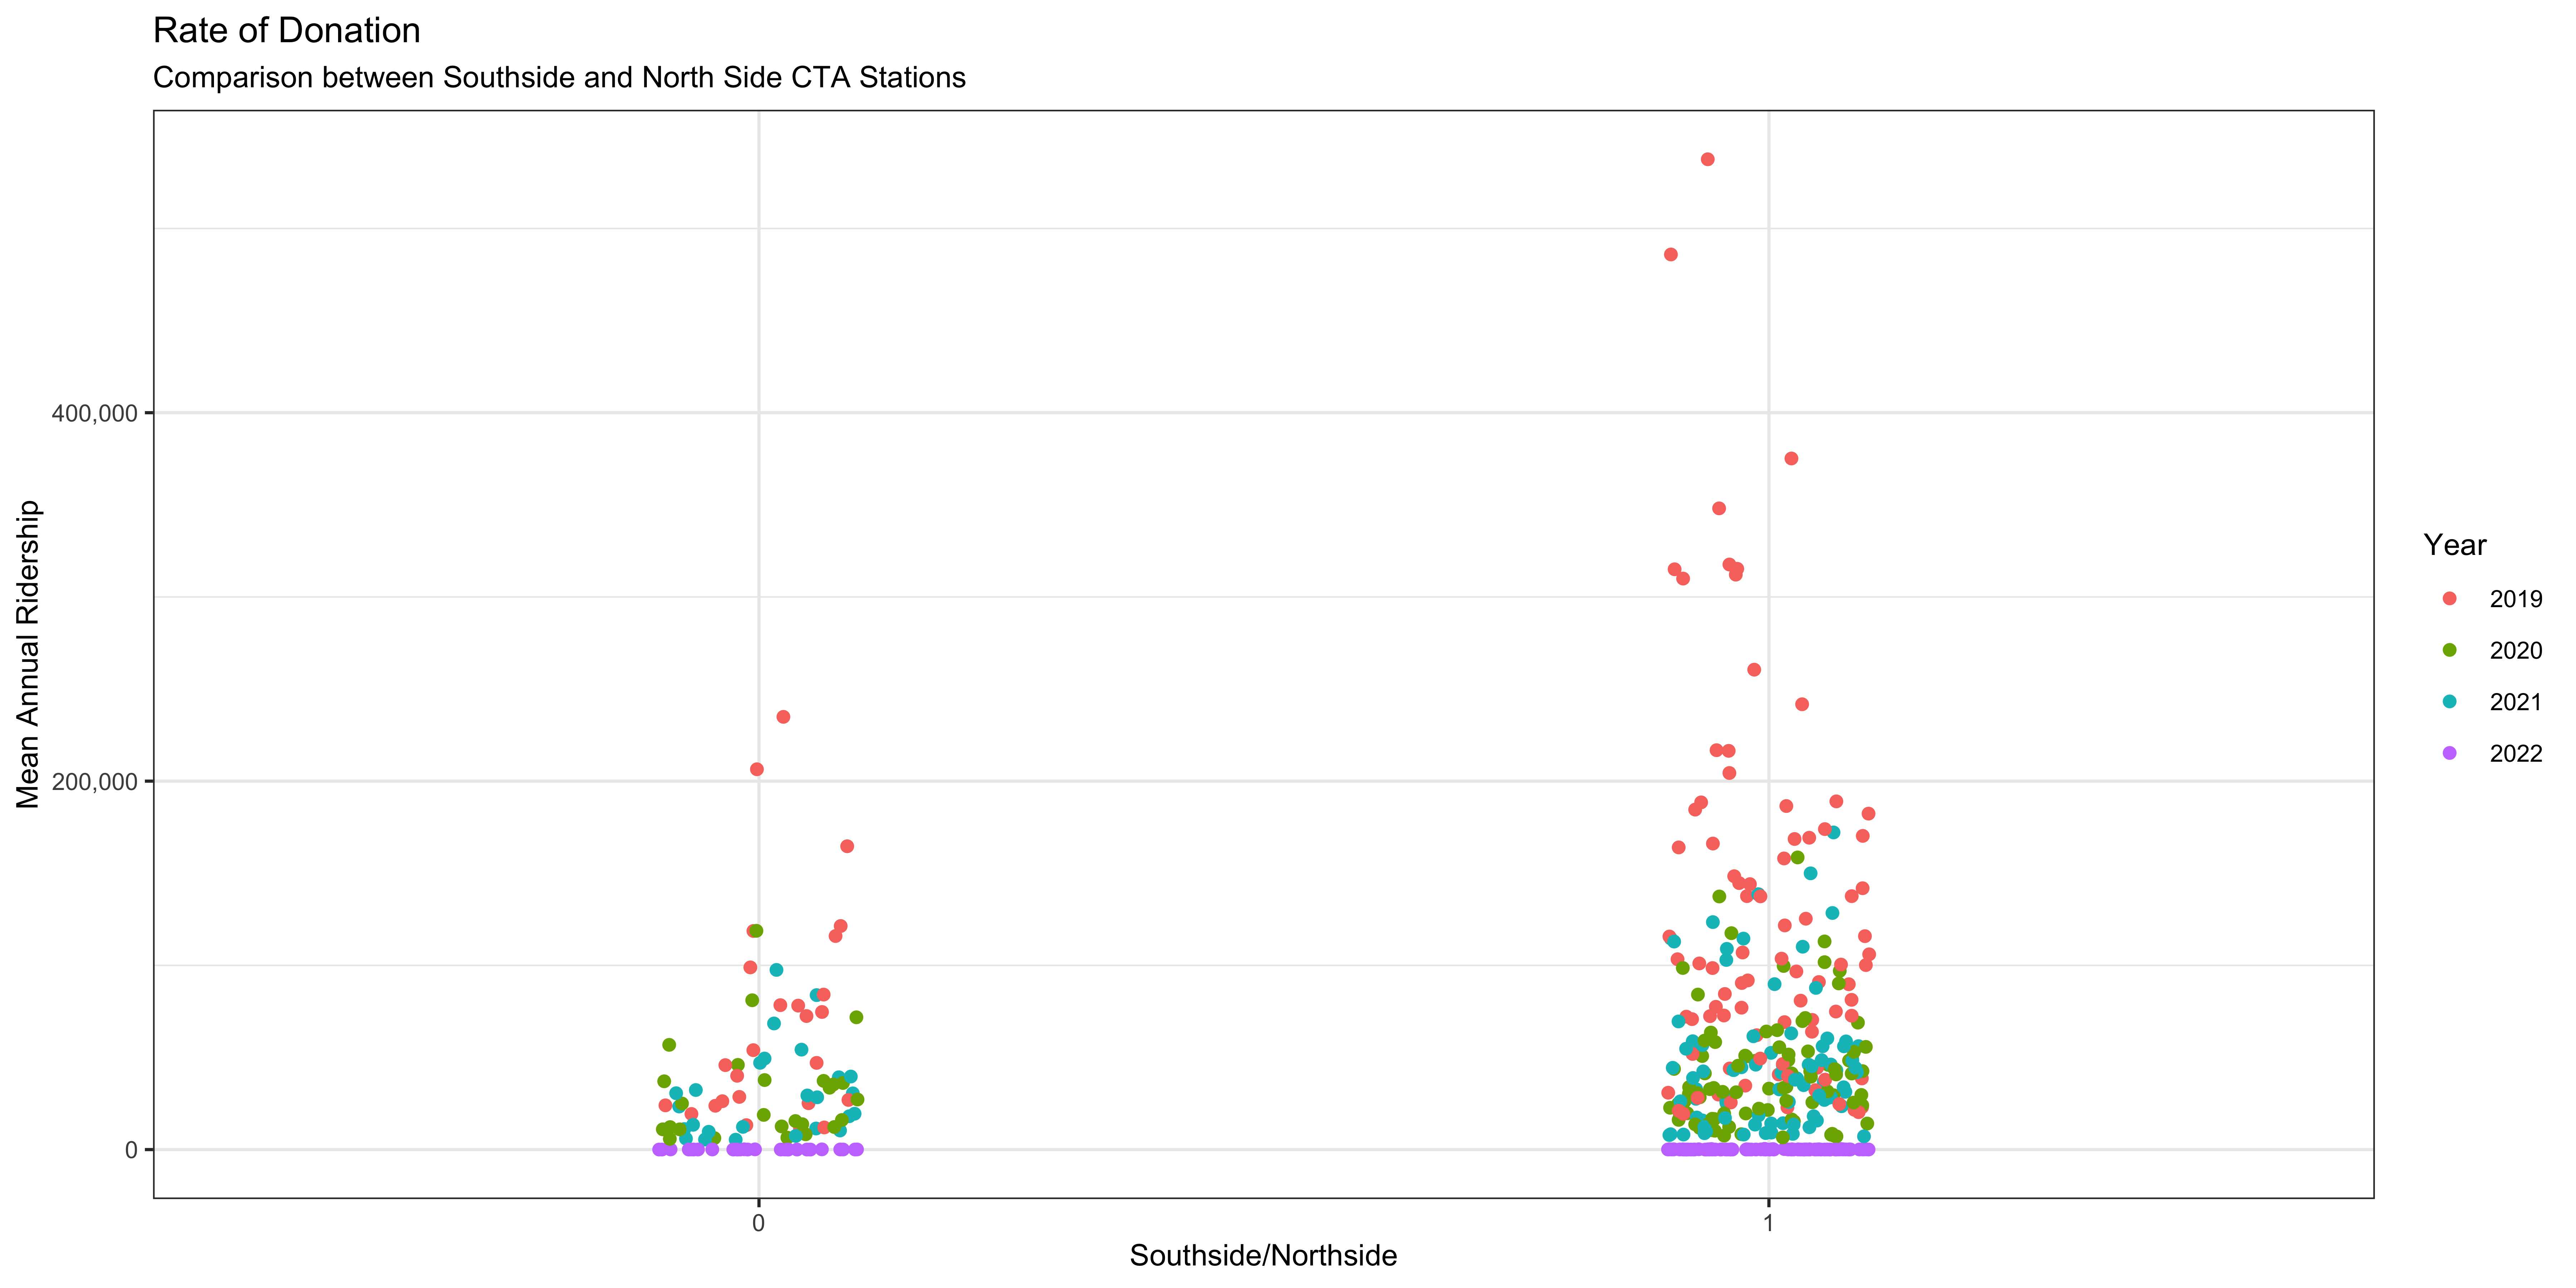 Rate of Donation
Comparison between Southside and North Side CTA Stations
Mean Annual Ridership
400,000
200,000
0
0
1
Southside/Northside
Year
2019
2020
2021
2022